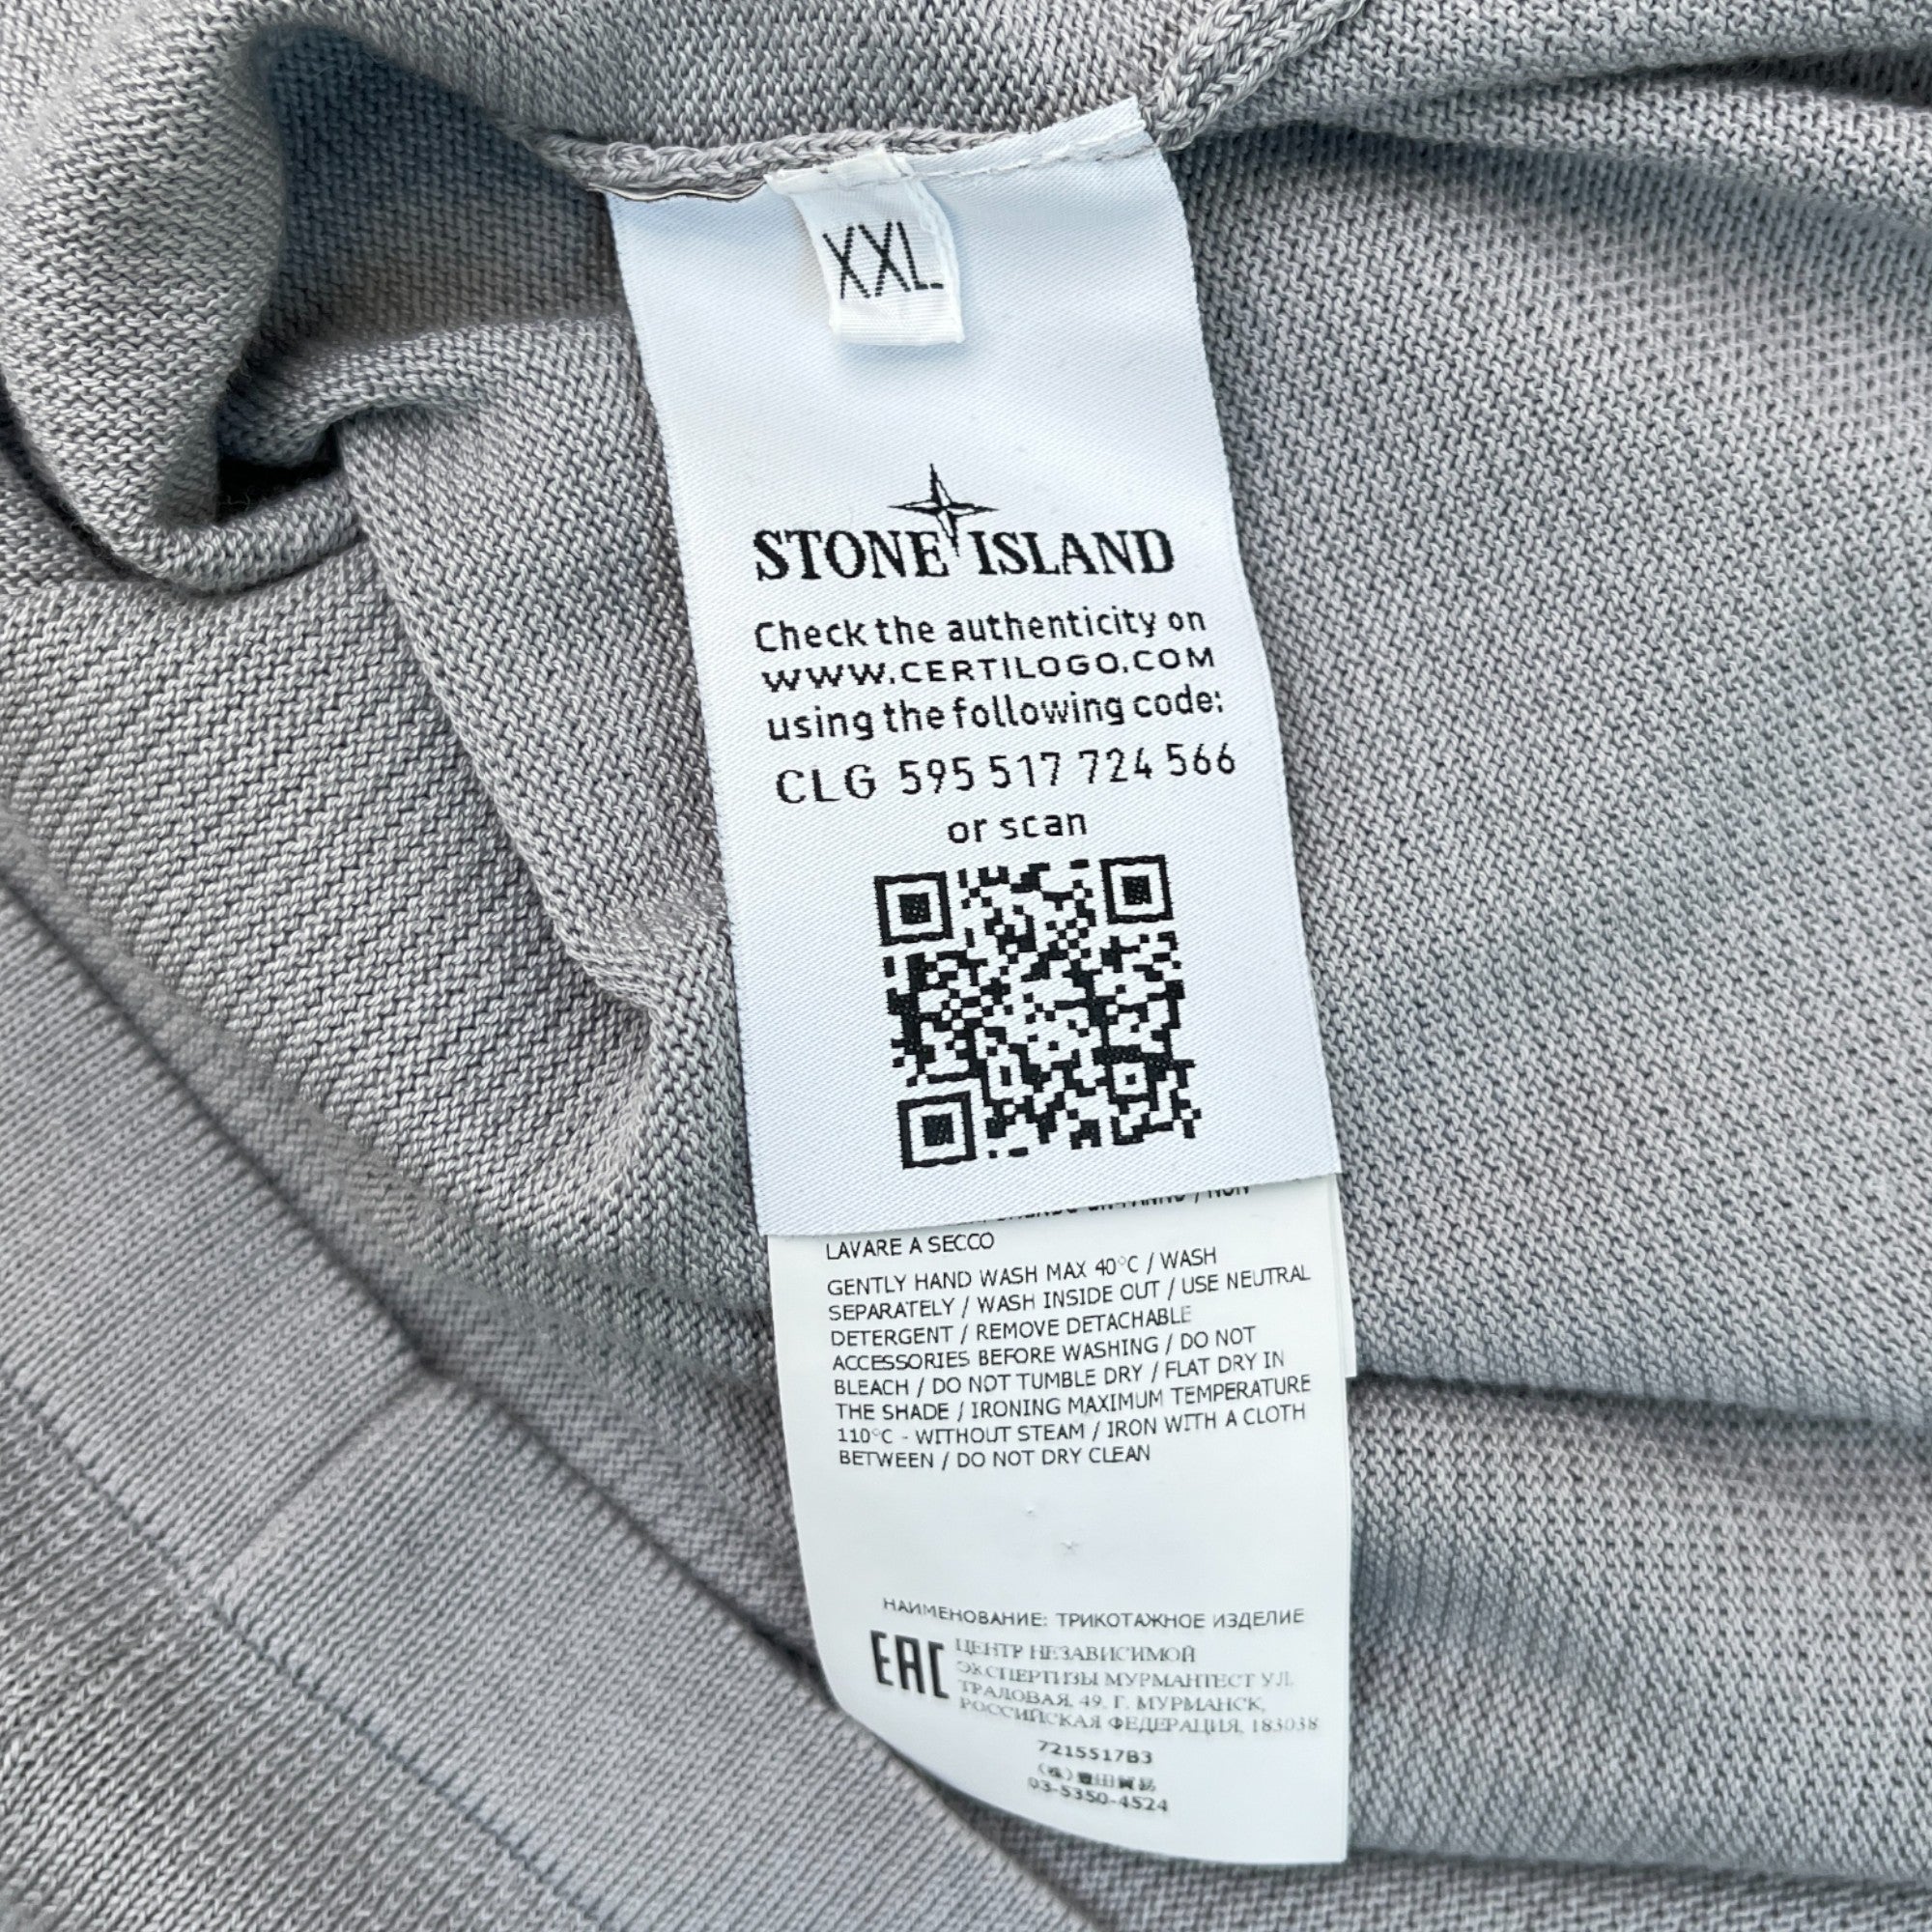 XXL
STONE ISLAND
Check the authenticity on
WWW.CERTILOGO.COM
using the following code:
CLG 595 517 724 566
or scan
/ NON
LAVARE A SECCO
GENTLY HAND WASH MAX 40°C / WASH
SEPARATELY / WASH INSIDE OUT / USE NEUTRAL
DETERGENT / REMOVE DETACHABLE
ACCESSORIES BEFORE WASHING / DO NOT
BLEACH / DO NOT TUMBLE DRY / FLAT DRY IN
THE SHADE / IRONING MAXIMUM TEMPERATURE
110°C - WITHOUT STEAM / IRON WITH A CLOTH
BETWEEN / DO NOT DRY CLEAN
НАИМЕНОВАНИЕ: ТРИКОТАЖНОЕ ИЗДЕЛИЕ
EAC ЦЕНТР НЕЗАВИСИМОЙ
ЭКСПЕРТИЗЫ МУРМАНТЕСТ УЛ.
ТРАЛОВАЯ, 49. Г. МУРМАНСК,
РОССИЙСКАЯ ФЕДЕРАЦИЯ, 183038
7215517B3
03-5350-4524